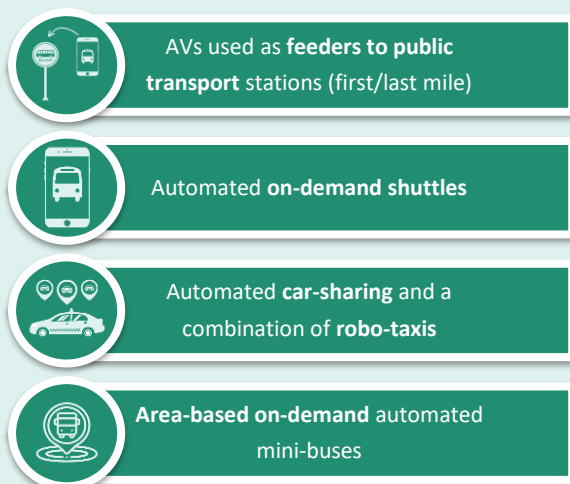 AVs used as feeders to public
transport stations (first/last mile)
Automated on-demand shuttles
Automated car-sharing and a
combination of robo-taxis
Area-based on-demand automated
mini-buses